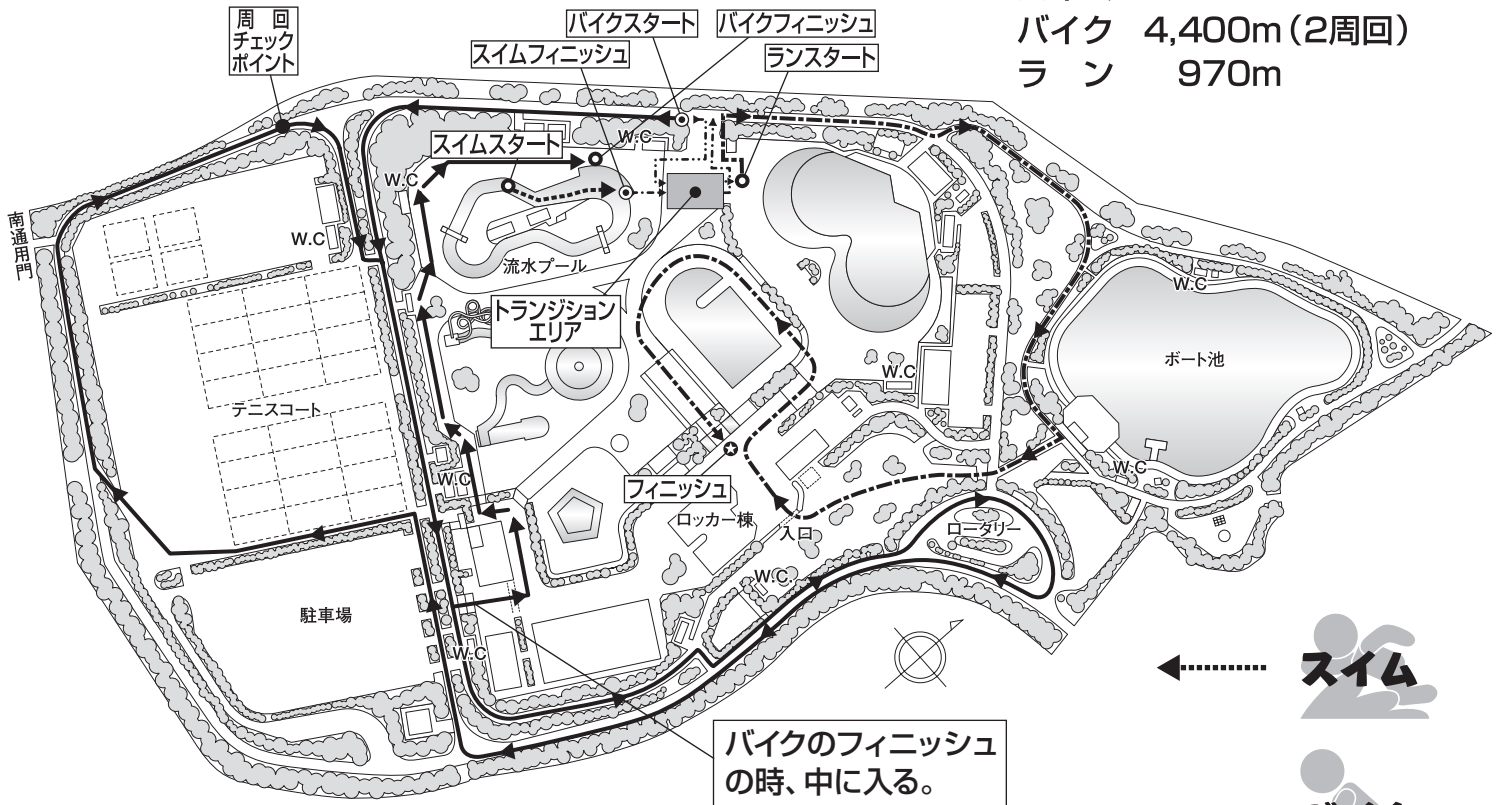 バイク 4,400m(2周回)
ラ ン 970m
周 回
チェック
ポイント
バイクスタート
バイクフィニッシュ
スイムフィニッシュ
ランスタート
スイムスタート
W.C
W.C
W.C
南通用門
流水プール
トランジション
エリア
W.C
ボート池
W.C
テニスコート
W.C
W.C
フィニッシュ
ロッカー棟
入口
ロータリー
W.C.
駐車場
W.C
スイム
バイクのフィニッシュ
の時、中に入る。